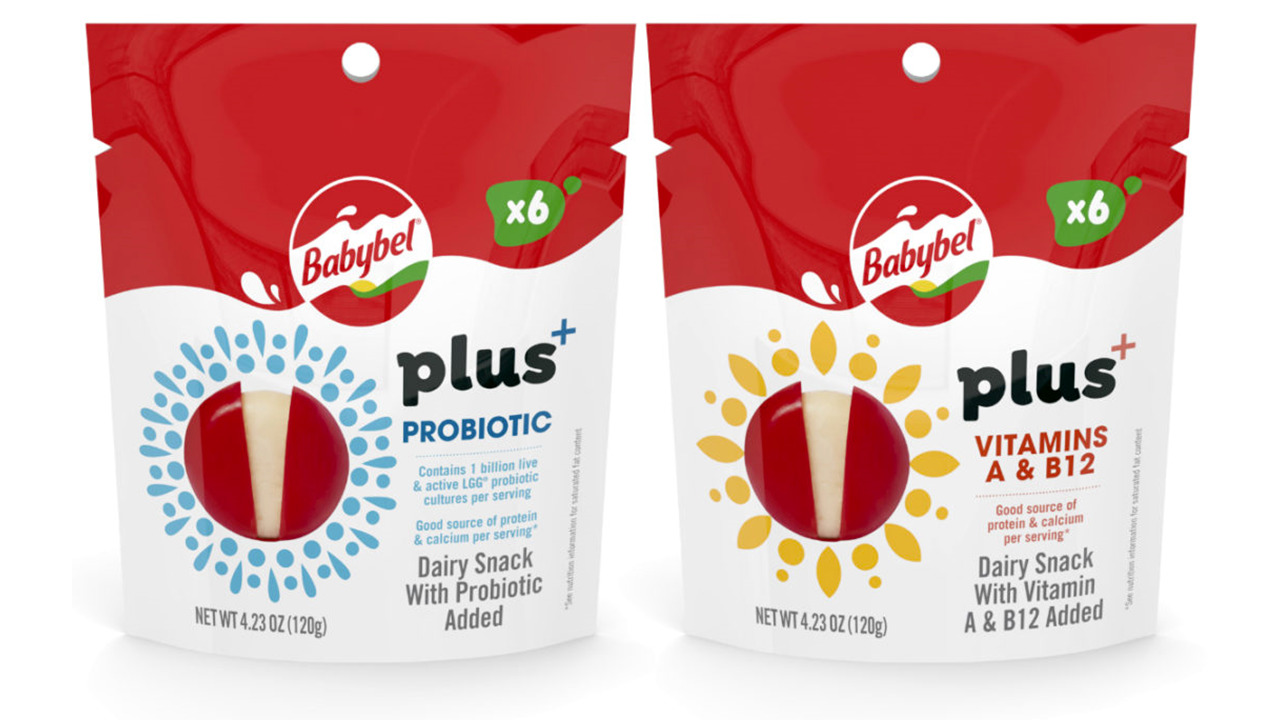 x6
Babybel®
plus+
PROBIOTIC
Contains 1 billion live
& active LGG® probiotic
cultures per serving
Good source of protein
& calcium per serving*
Dairy Snack
With Probiotic
Added
NET WT 4.23 OZ (120g)
*See nutrition information for saturated fat content.
x6
Babybel®
plus+
VITAMINS
A & B12
Good source of
protein & calcium
per serving*
Dairy Snack
With Vitamin
A & B12 Added
NET WT 4.23 OZ (120g)
*See nutrition information for saturated fat content.